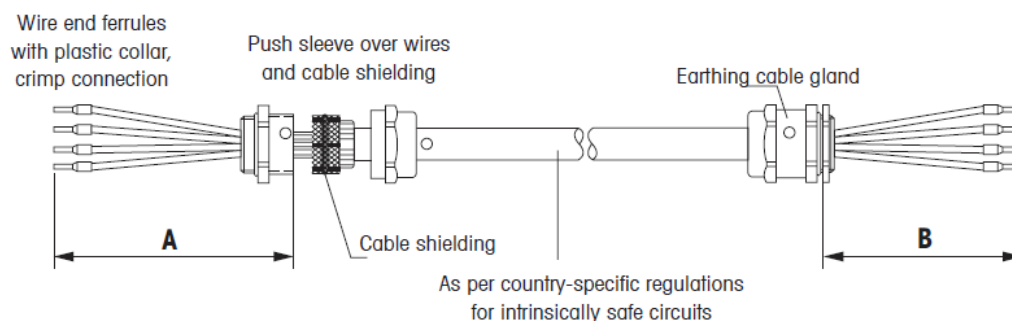 Wire end ferrules
with plastic collar,
crimp connection
Push sleeve over wires
and cable shielding
Earthing cable gland
A
B
Cable shielding
As per country-specific regulations
for intrinsically safe circuits